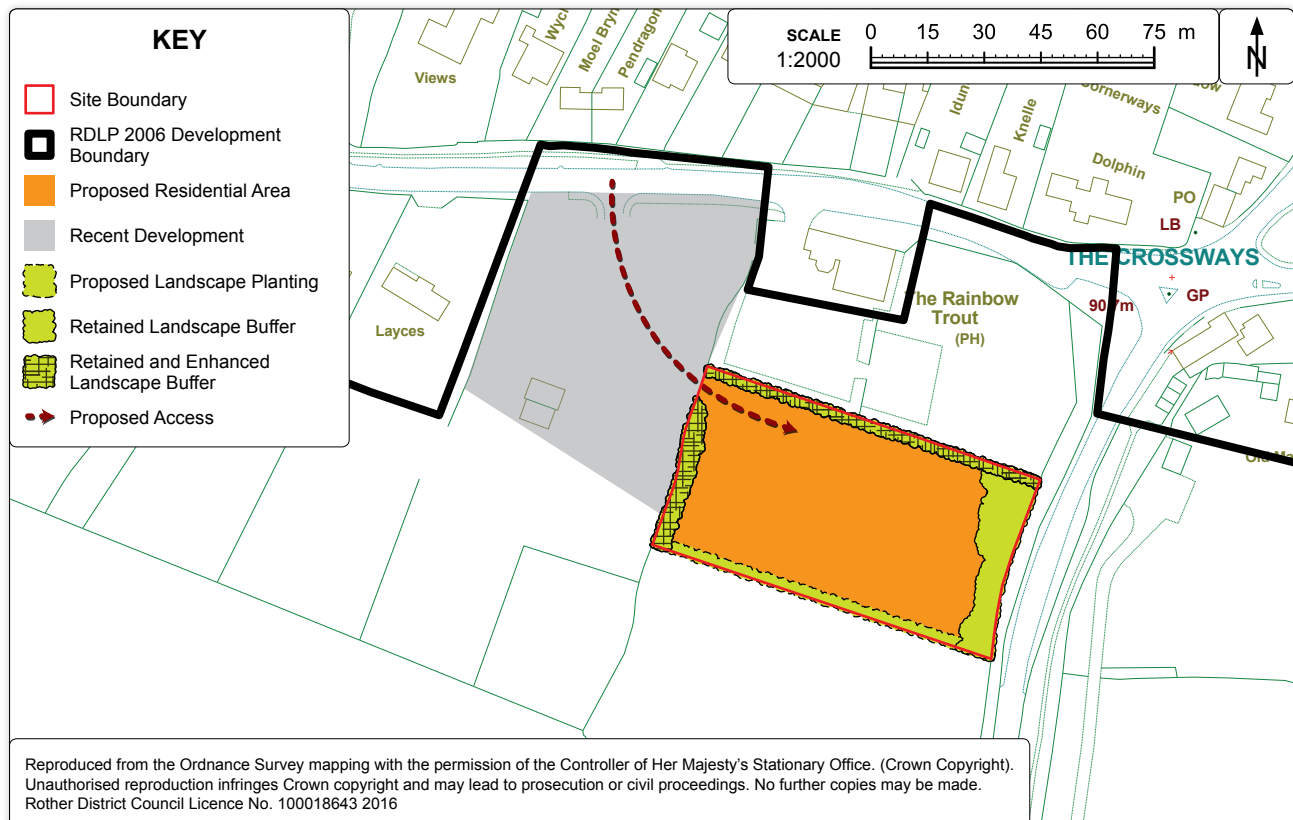 KEY
Site Boundary
RDLP 2006 Development
Boundary
Proposed Residential Area
Recent Development
Proposed Landscape Planting
Retained Landscape Buffer
Retained and Enhanced
Landscape Buffer
Proposed Access
SCALE
1:2000
0 15 30 45 60 75 m
N
Views
Moel Bryn
Pendragon
Knelle
Cornerways
Dolphin
PO
LB
THE CROSSWAYS
GP
90.7m
The Rainbow
Trout
(PH)
Layces
Reproduced from the Ordnance Survey mapping with the permission of the Controller of Her Majesty's Stationary Office. (Crown Copyright).
Unauthorised reproduction infringes Crown copyright and may lead to prosecution or civil proceedings. No further copies may be made.
Rother District Council Licence No. 100018643 2016